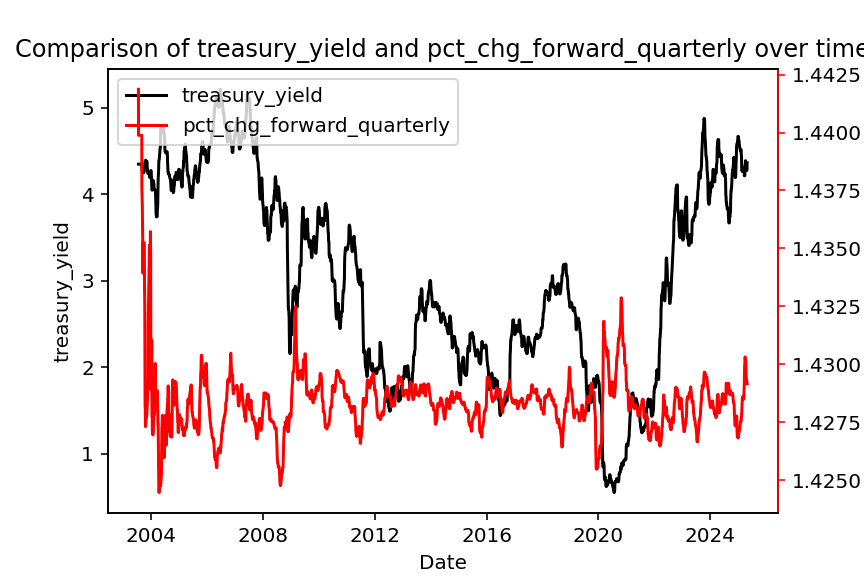 Comparison of treasury_yield and pct_chg_forward_quarterly over time
treasury_yield
pct_chg_forward_quarterly
5
4
3
2
1
treasury_yield
1.4425
1.4400
1.4375
1.4350
1.4325
1.4300
1.4275
1.4250
2004 2008 2012 2016 2020 2024
Date